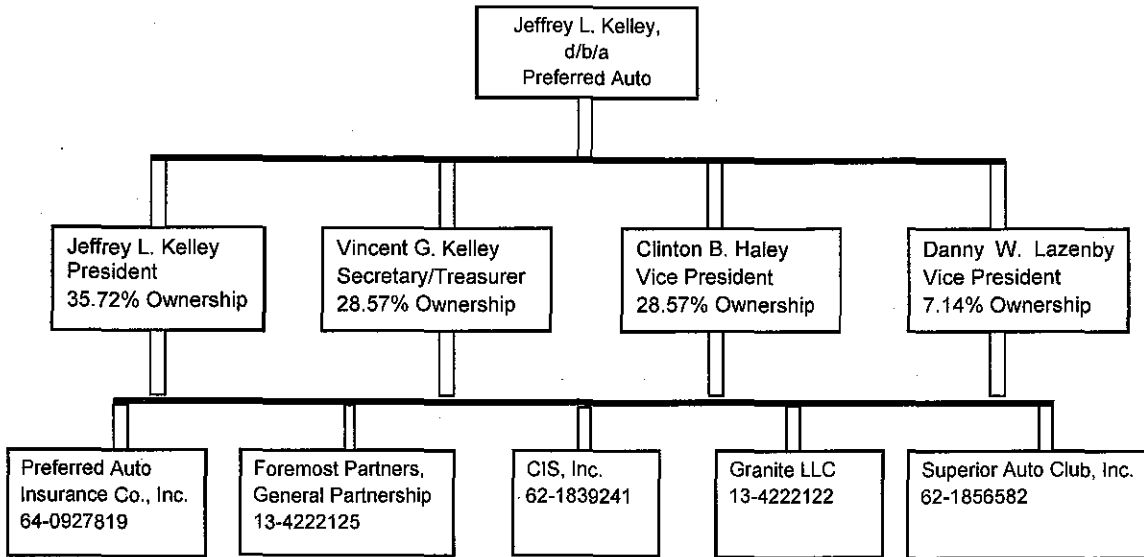 Jeffrey L. Kelley,
d/b/a
Preferred Auto
Jeffrey L. Kelley
President
35.72% Ownership
Vincent G. Kelley
Secretary/Treasurer
28.57% Ownership
Clinton B. Haley
Vice President
28.57% Ownership
Danny W. Lazenby
Vice President
7.14% Ownership
Preferred Auto
Insurance Co., Inc.
64-0927819
Foremost Partners,
General Partnership
13-4222125
CIS, Inc.
62-1839241
Granite LLC
13-4222122
Superior Auto Club, Inc.
62-1856582